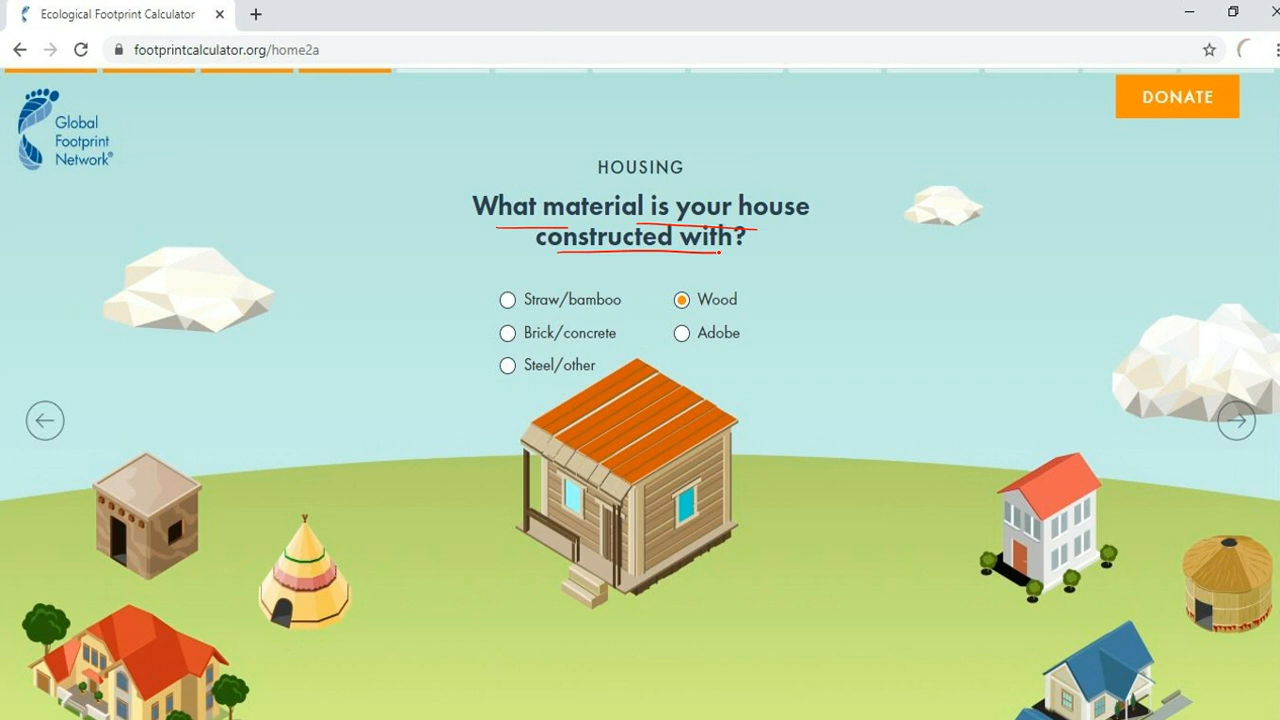 Ecological Footprint Calculator
footprintcalculator.org/home2a
DONATE
Global
Footprint
Network®
HOUSING
What material is your house
constructed with?
Straw/bamboo
Wood
Brick/concrete
Adobe
Steel/other